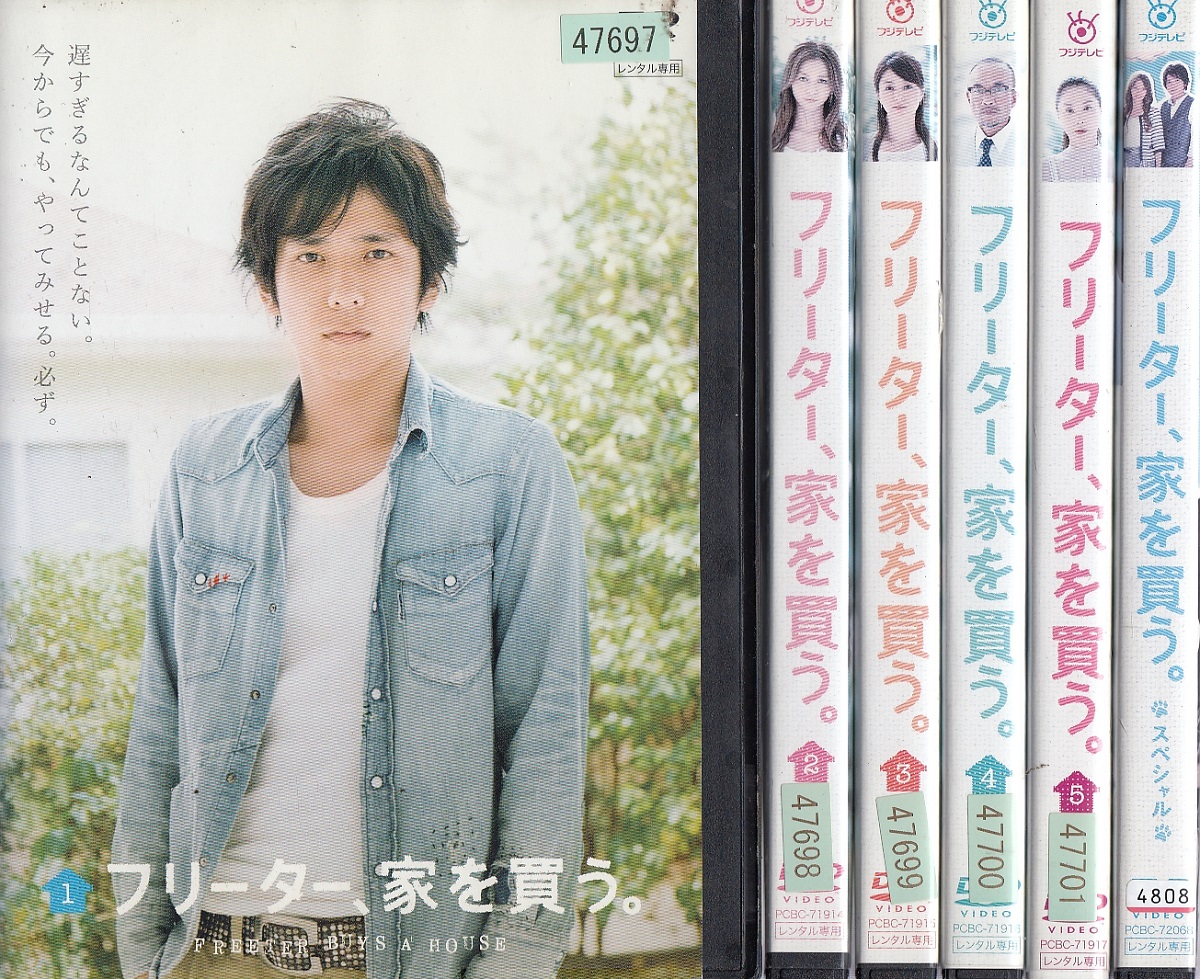 遅すぎるなんてことない。
今からでも、やってみせる。必ず。
47697
レンタル専用
1
フリーター、家を買う。
FREETER BUYS A HOUSE
フジテレビ
フリーター、家を買う。
2
47698
VIDEO
PCBC-71914
レンタル専用
フジテレビ
フリーター、家を買う。
3
47699
VIDEO
レンタル専用
フジテレビ
フリーター、家を買う。
4
47700
VIDEO
レンタル専用
フジテレビ
フリーター、家を買う。
5
47701
VIDEO
PCBC-71917
レンタル専用
フジテレビ
フリーター、家を買う。
スペシャル
4808
VIDEO
レンタル専用